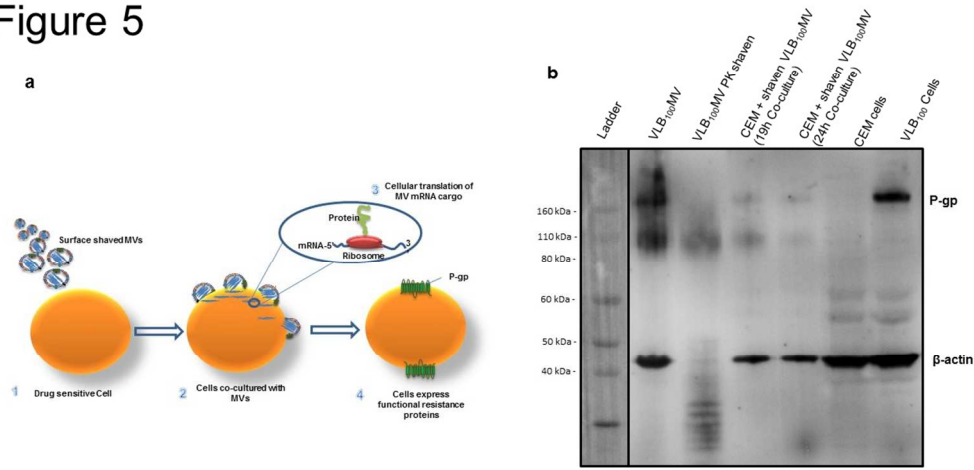 Figure 5
a
Surface shaved MVs
1
Drug sensitive Cell
2
Cells co-cultured with
MVs
3
Cellular translation of
MV mRNA cargo
Protein
mRNA-5'
3'
Ribosome
P-gp
4
Cells express
functional resistance
proteins
b
Ladder
VLB100MV
VLB100MV PK shaven
CEM + shaven VLB100MV
(19h Co-culture)
CEM + shaven VLB100MV
(24h Co-culture)
CEM cells
VLB100 Cells
160 kDa
110 kDa
80 kDa
60 kDa
50 kDa
40 kDa
P-gp
β-actin